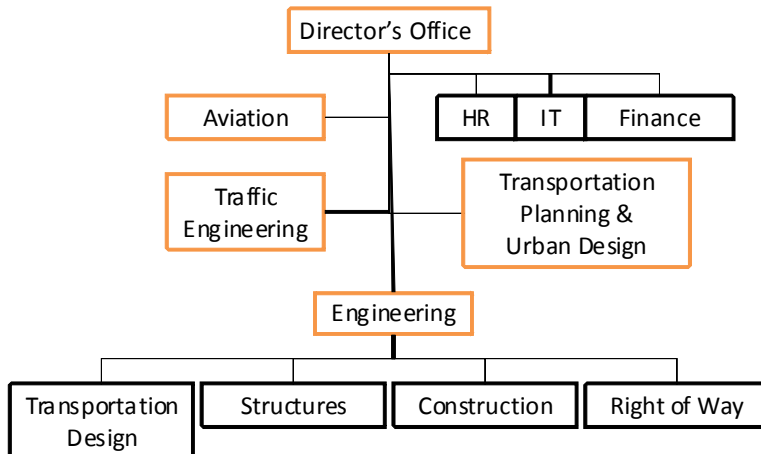 Director’s Office
Aviation
HR
IT
Finance
Traffic
Engineering
Transportation
Planning &
Urban Design
Engineering
Transportation
Design
Structures
Construction
Right of Way